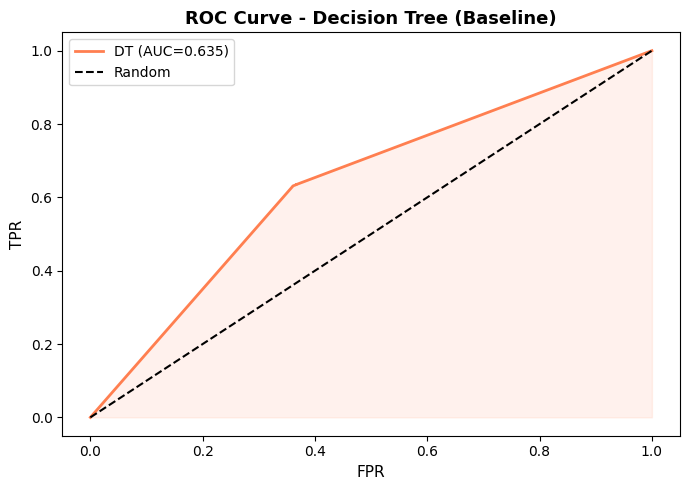 ROC Curve - Decision Tree (Baseline)
DT (AUC=0.635)
Random
TPR
1.0
0.8
0.6
0.4
0.2
0.0
0.0 0.2 0.4 0.6 0.8 1.0
FPR